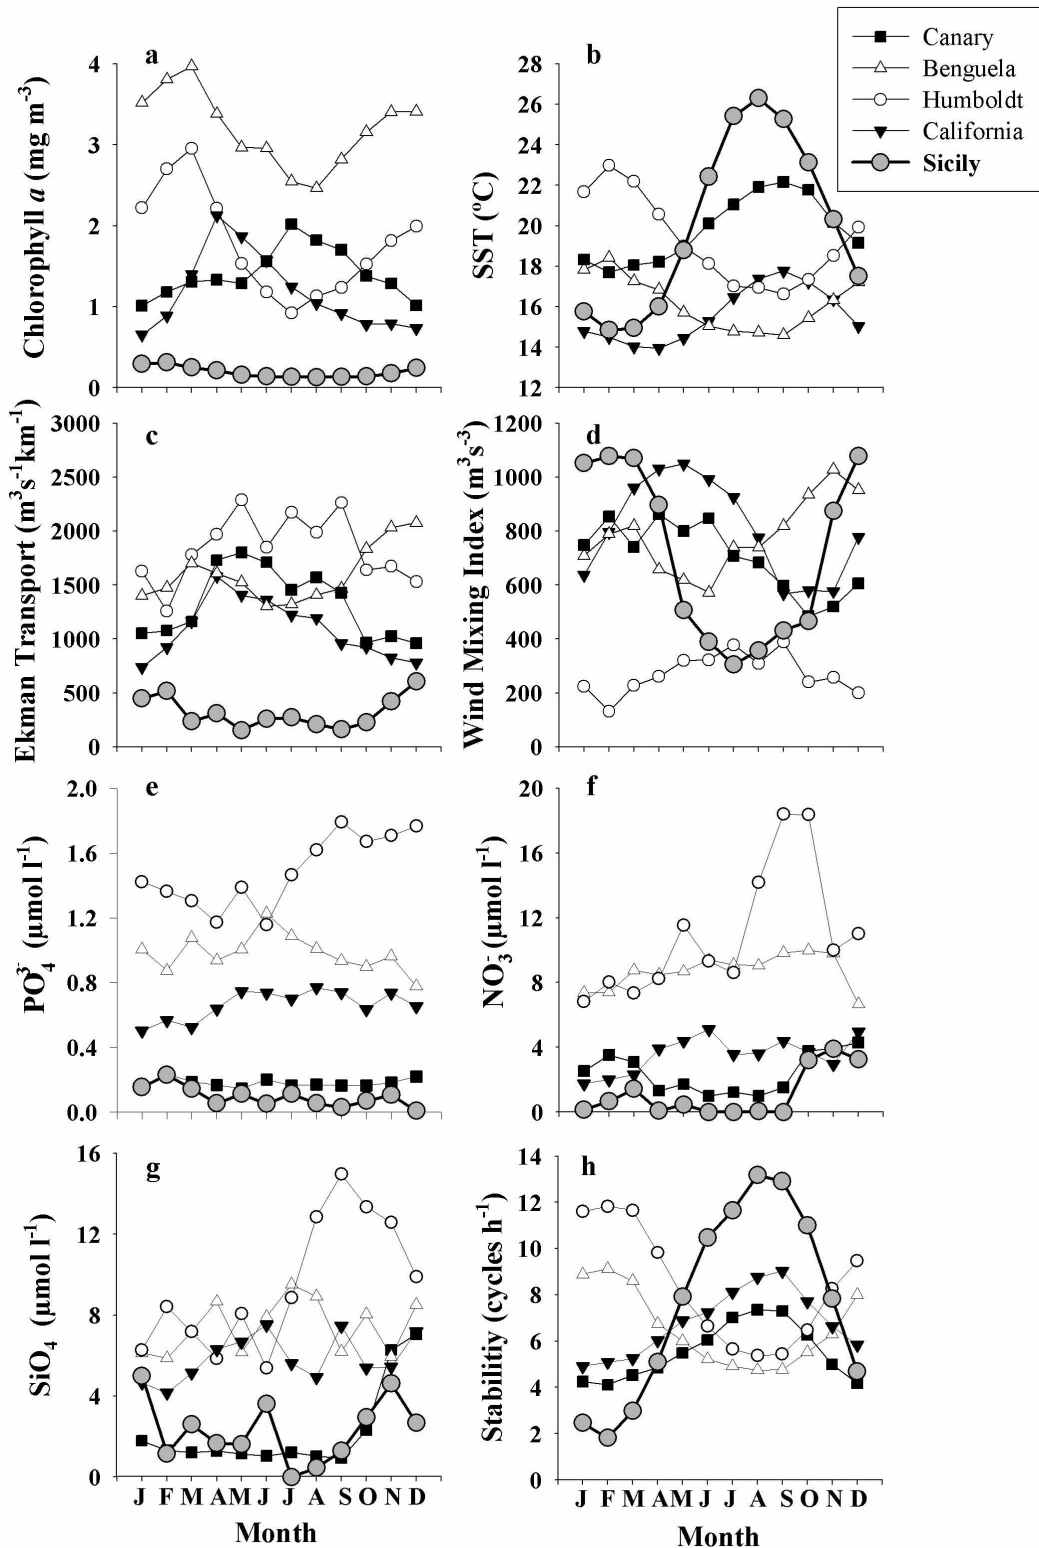 Canary
Benguela
Humboldt
California
Sicily
a
4
3
2
1
0
Chlorophyll a (mg m-3)
b
28
26
24
22
20
18
16
14
12
SST (ºC)
c
3000
2500
2000
1500
1000
500
0
Ekman Transport (m3s-1km-1)
d
1200
1000
800
600
400
200
0
Wind Mixing Index (m3s-3)
e
2.0
1.6
1.2
0.8
0.4
0.0
PO43- (µmol l-1)
f
20
16
12
8
4
0
NO3- (µmol l-1)
g
16
12
8
4
0
SiO4 (µmol l-1)
J F M A M J J A S O N D
Month
h
14
12
10
8
6
4
2
0
Stabilitiy (cycles h-1)
J F M A M J J A S O N D
Month